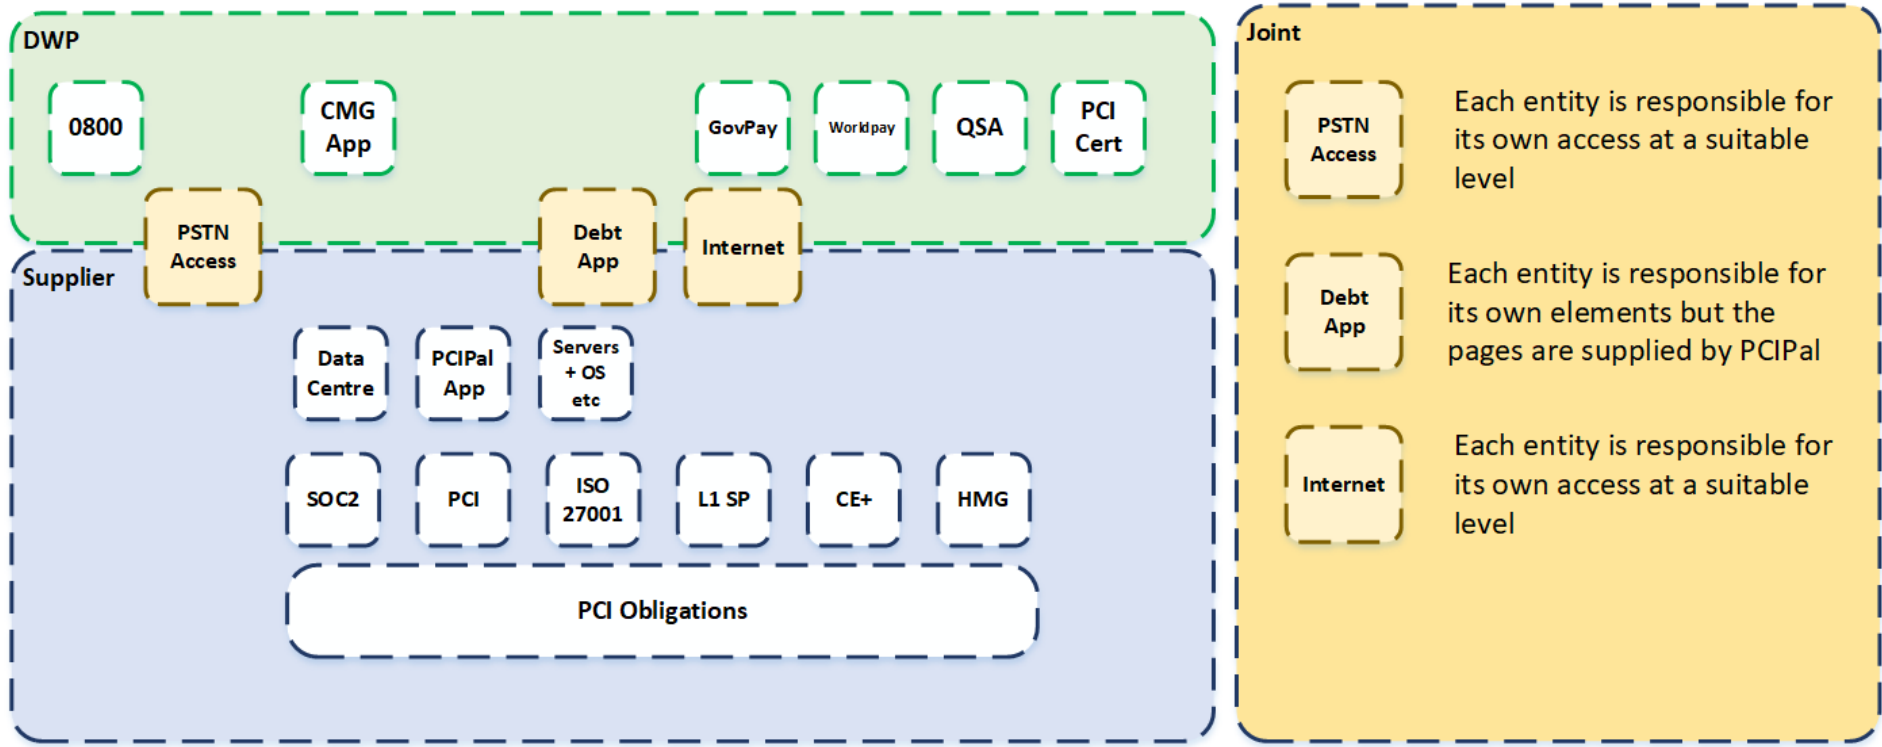 DWP
0800
CMG
App
GovPay
Worldpay
QSA
PCI
Cert
PSTN
Access
Debt
App
Internet
Supplier
Data
Centre
PCIPal
App
Servers
+ OS
etc
SOC2
PCI
ISO
27001
L1 SP
CE+
HMG
PCI Obligations
Joint
PSTN
Access
Each entity is responsible for
its own access at a suitable
level
Debt
App
Each entity is responsible for
its own elements but the
pages are supplied by PCIPal
Internet
Each entity is responsible for
its own access at a suitable
level